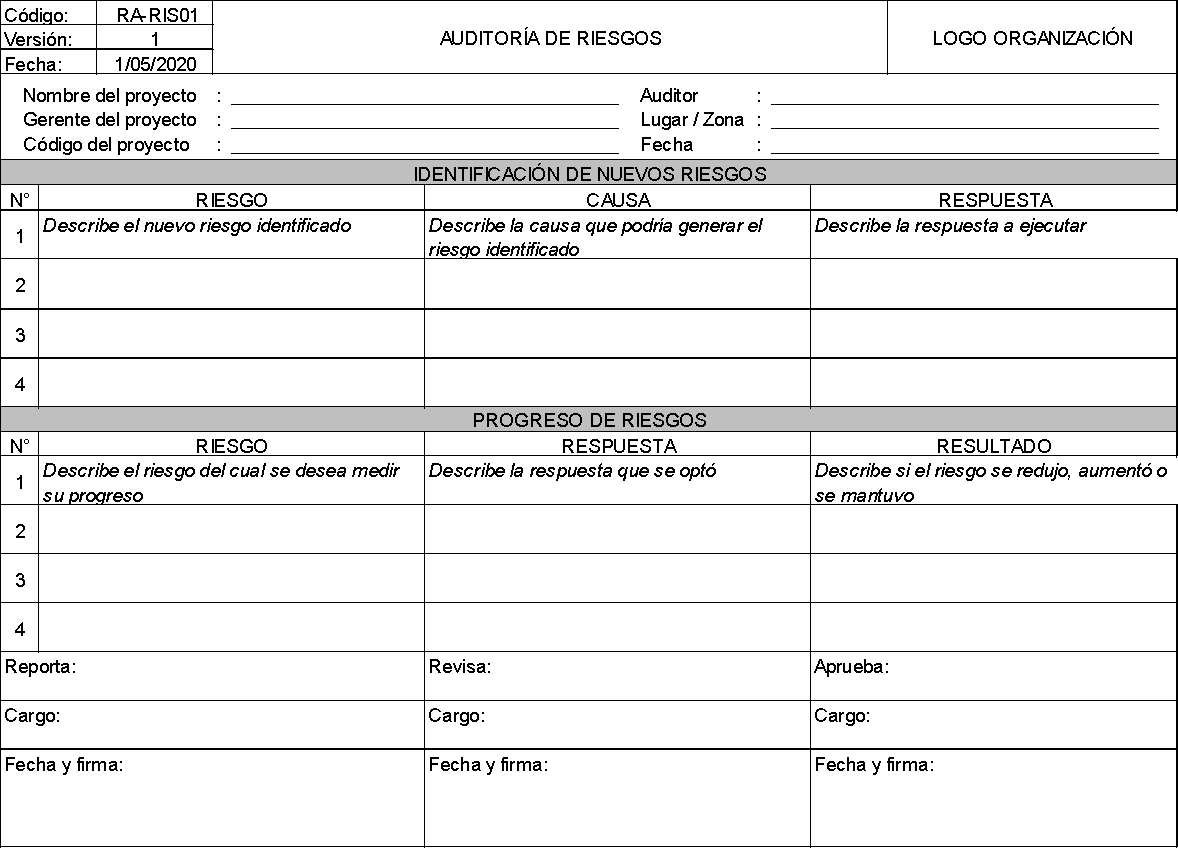 Código: RA-RIS01
Versión: 1
Fecha: 1/05/2020
AUDITORÍA DE RIESGOS
LOGO ORGANIZACIÓN
Nombre del proyecto : Auditor :
Gerente del proyecto : Lugar / Zona :
Código del proyecto : Fecha :
IDENTIFICACIÓN DE NUEVOS RIESGOS
N° RIESGO CAUSA RESPUESTA
1 Describe el nuevo riesgo identificado Describe la causa que podría generar el riesgo identificado Describe la respuesta a ejecutar
2
3
4
PROGRESO DE RIESGOS
N° RIESGO RESPUESTA RESULTADO
1 Describe el riesgo del cual se desea medir su progreso Describe la respuesta que se optó Describe si el riesgo se redujo, aumentó o se mantuvo
2
3
4
Reporta: Revisa: Aprueba:
Cargo: Cargo: Cargo:
Fecha y firma: Fecha y firma: Fecha y firma: